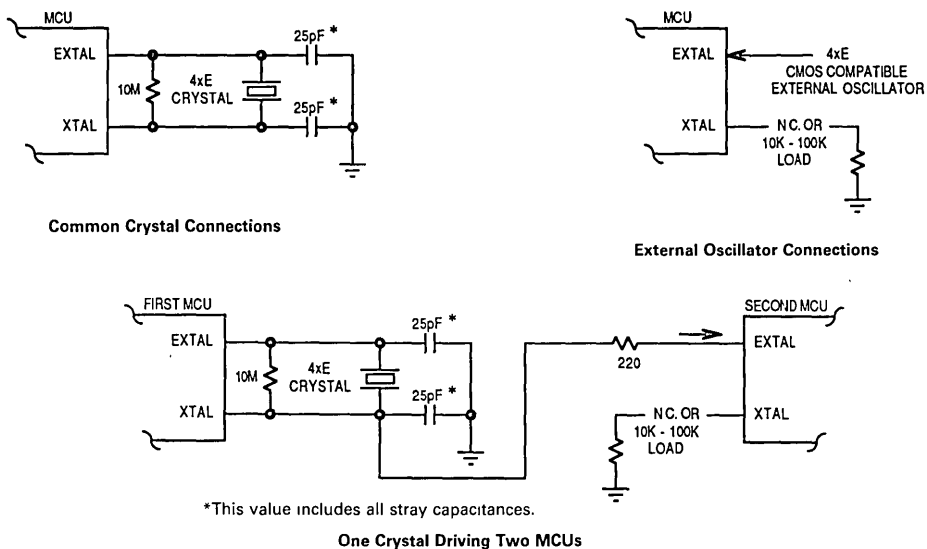 MCU
EXTAL
25pF *
10M
4xE
CRYSTAL
25pF *
XTAL
Common Crystal Connections
MCU
EXTAL
4xE
CMOS COMPATIBLE
EXTERNAL OSCILLATOR
XTAL
N.C. OR
10K - 100K
LOAD
External Oscillator Connections
FIRST MCU
EXTAL
25pF *
10M
4xE
CRYSTAL
25pF *
XTAL
220
SECOND MCU
EXTAL
XTAL
N.C. OR
10K - 100K
LOAD
*This value includes all stray capacitances.
One Crystal Driving Two MCUs